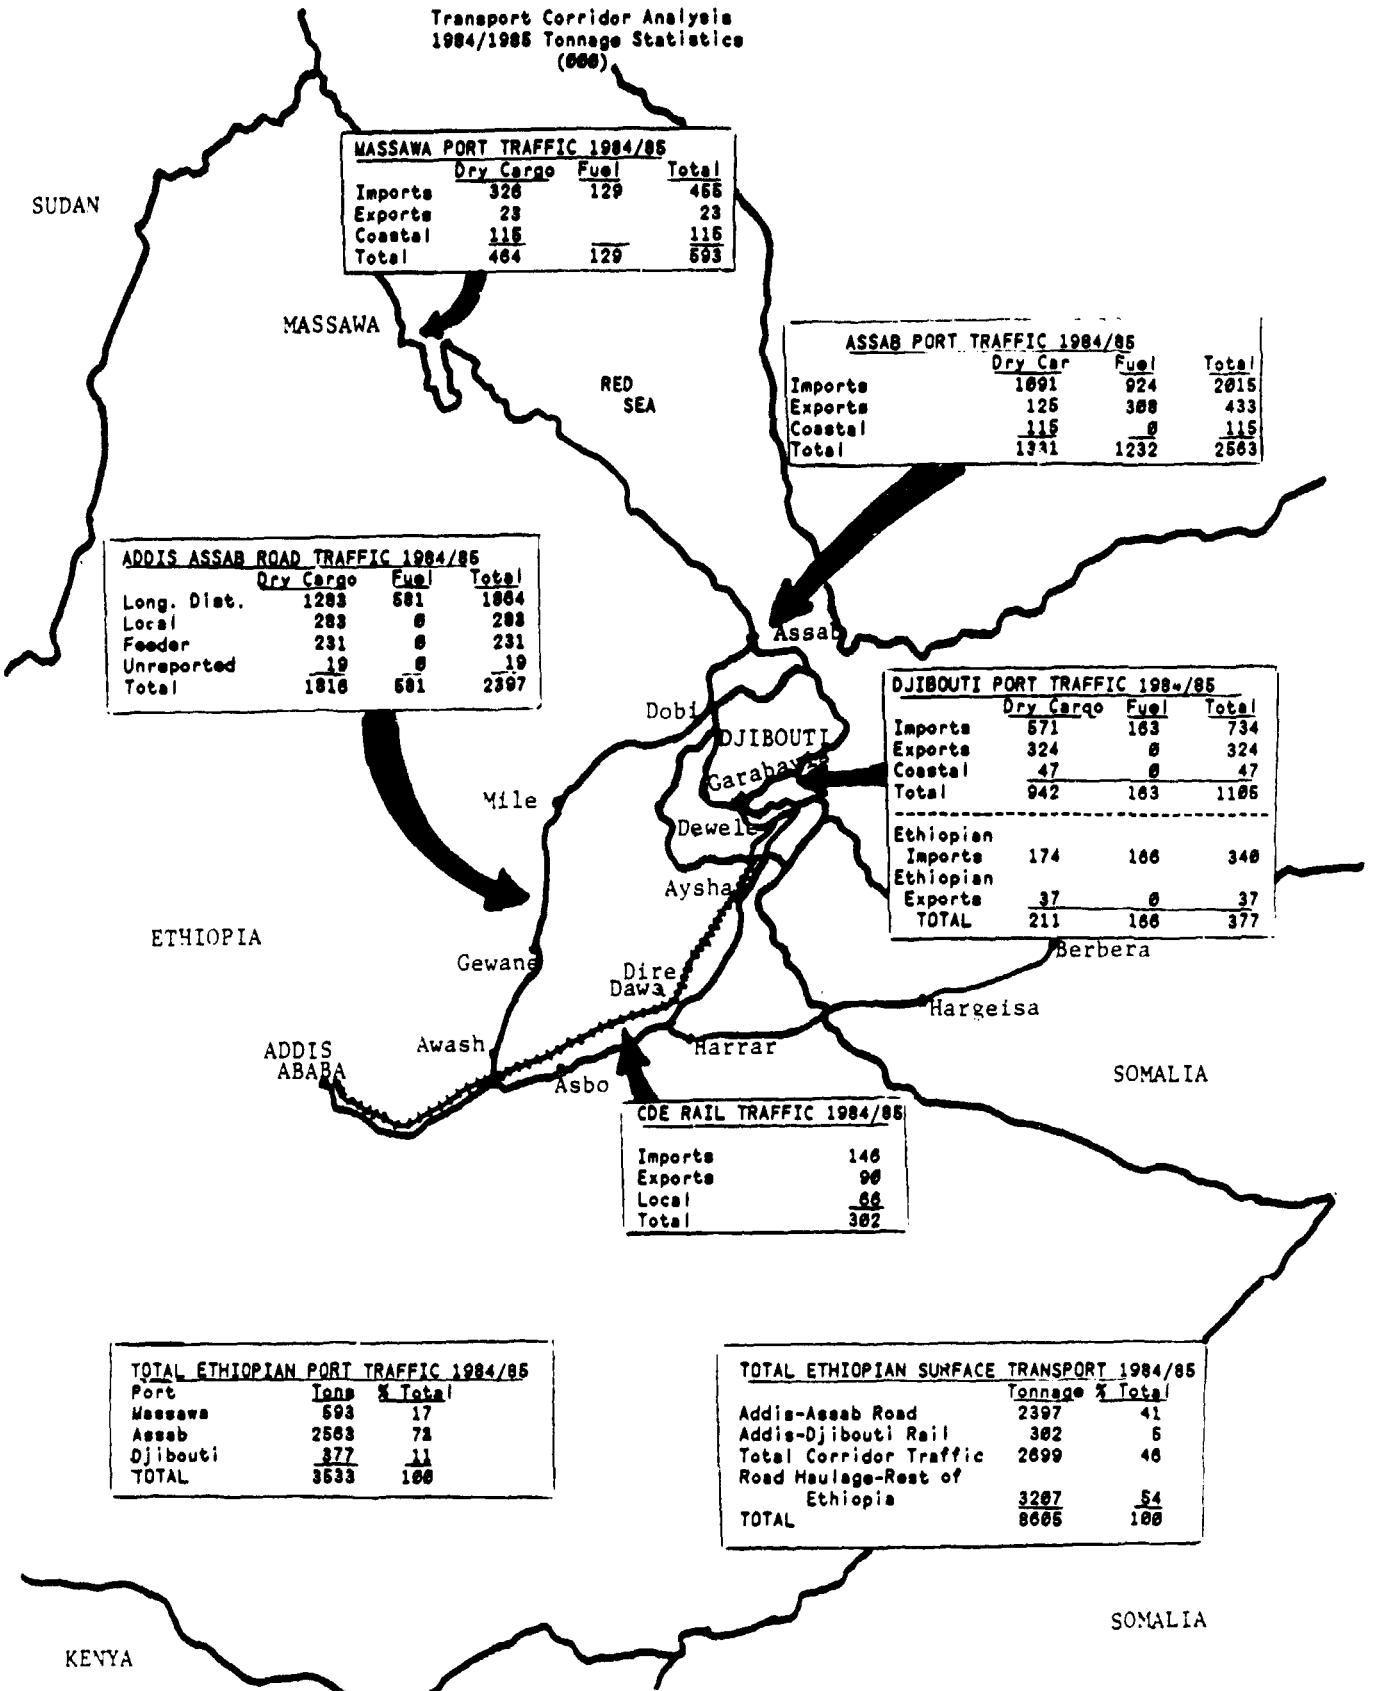 Transport Corridor Analysis
1984/1985 Tonnage Statistics
(000)
MASSAWA PORT TRAFFIC 1984/85
Dry Cargo Fuel Total
Imports 326 129 455
Exports 23 23
Coastal 115 115
Total 464 129 593
SUDAN
MASSAWA
RED
SEA
ASSAB PORT TRAFFIC 1984/85
Dry Car Fuel Total
Imports 1091 924 2015
Exports 125 308 433
Coastal 115 0 115
Total 1331 1232 2563
ADDIS ASSAB ROAD TRAFFIC 1984/85
Dry Cargo Fuel Total
Long. Dist. 1283 581 1864
Local 283 0 283
Feeder 231 0 231
Unreported 19 0 19
Total 1816 581 2397
Assab
Dobi
DJIBOUTI
Mile
Dewele
Aysha
DJIBOUTI PORT TRAFFIC 1984/85
Dry Cargo Fuel Total
Imports 571 163 734
Exports 324 0 324
Coastal 47 0 47
Total 942 163 1105
Ethiopian
Imports 174 166 340
Ethiopian
Exports 37 0 37
TOTAL 211 166 377
ETHIOPIA
Gewane
Dire
Dawa
Berbera
Hargeisa
Awash
Harrar
ADDIS
ABABA
Asbo
SOMALIA
CDE RAIL TRAFFIC 1984/85
Imports 146
Exports 90
Local 66
Total 302
TOTAL ETHIOPIAN PORT TRAFFIC 1984/85
Port Tons % Total
Massawa 593 17
Assab 2563 72
Djibouti 377 11
TOTAL 3533 100
TOTAL ETHIOPIAN SURFACE TRANSPORT 1984/85
Tonnage % Total
Addis-Assab Road 2397 41
Addis-Djibouti Rail 302 5
Total Corridor Traffic 2699 46
Road Haulage-Rest of
Ethiopia 3207 54
TOTAL 8605 100
SOMALIA
KENYA